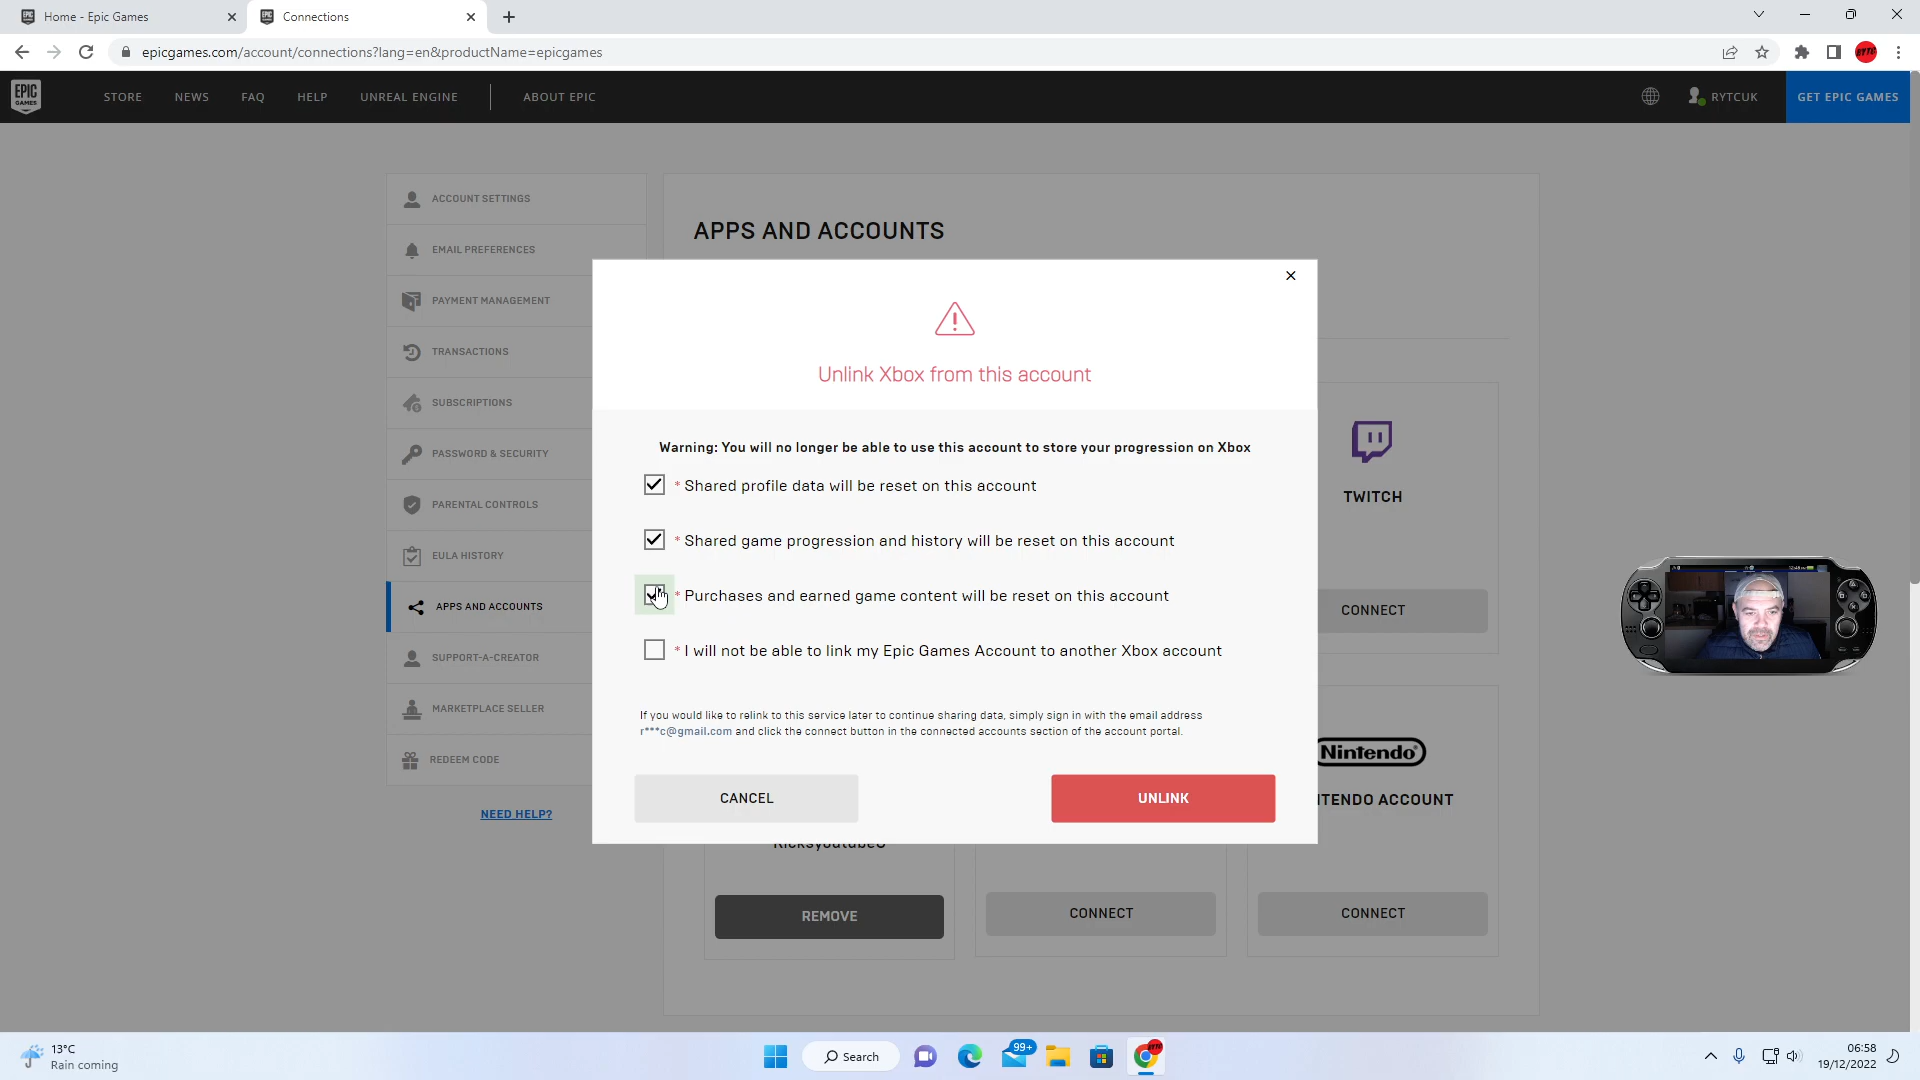 Home - Epic Games
Connections
epicgames.com/account/connections?lang=en&productName=epicgames
EPIC GAMES
STORE
NEWS
FAQ
HELP
UNREAL ENGINE
ABOUT EPIC
RYTCUK
GET EPIC GAMES
ACCOUNT SETTINGS
EMAIL PREFERENCES
PAYMENT MANAGEMENT
TRANSACTIONS
SUBSCRIPTIONS
PASSWORD & SECURITY
PARENTAL CONTROLS
EULA HISTORY
APPS AND ACCOUNTS
SUPPORT-A-CREATOR
MARKETPLACE SELLER
REDEEM CODE
NEED HELP?
APPS AND ACCOUNTS
Unlink Xbox from this account
Warning: You will no longer be able to use this account to store your progression on Xbox
* Shared profile data will be reset on this account
* Shared game progression and history will be reset on this account
* Purchases and earned game content will be reset on this account
* I will not be able to link my Epic Games Account to another Xbox account
If you would like to relink to this service later to continue sharing data, simply sign in with the email address
r***c@gmail.com and click the connect button in the connected accounts section of the account portal.
CANCEL
UNLINK
TWITCH
CONNECT
Nintendo
NTENDO ACCOUNT
REMOVE
CONNECT
CONNECT
13°C
Rain coming
Search
99+
06:58
19/12/2022